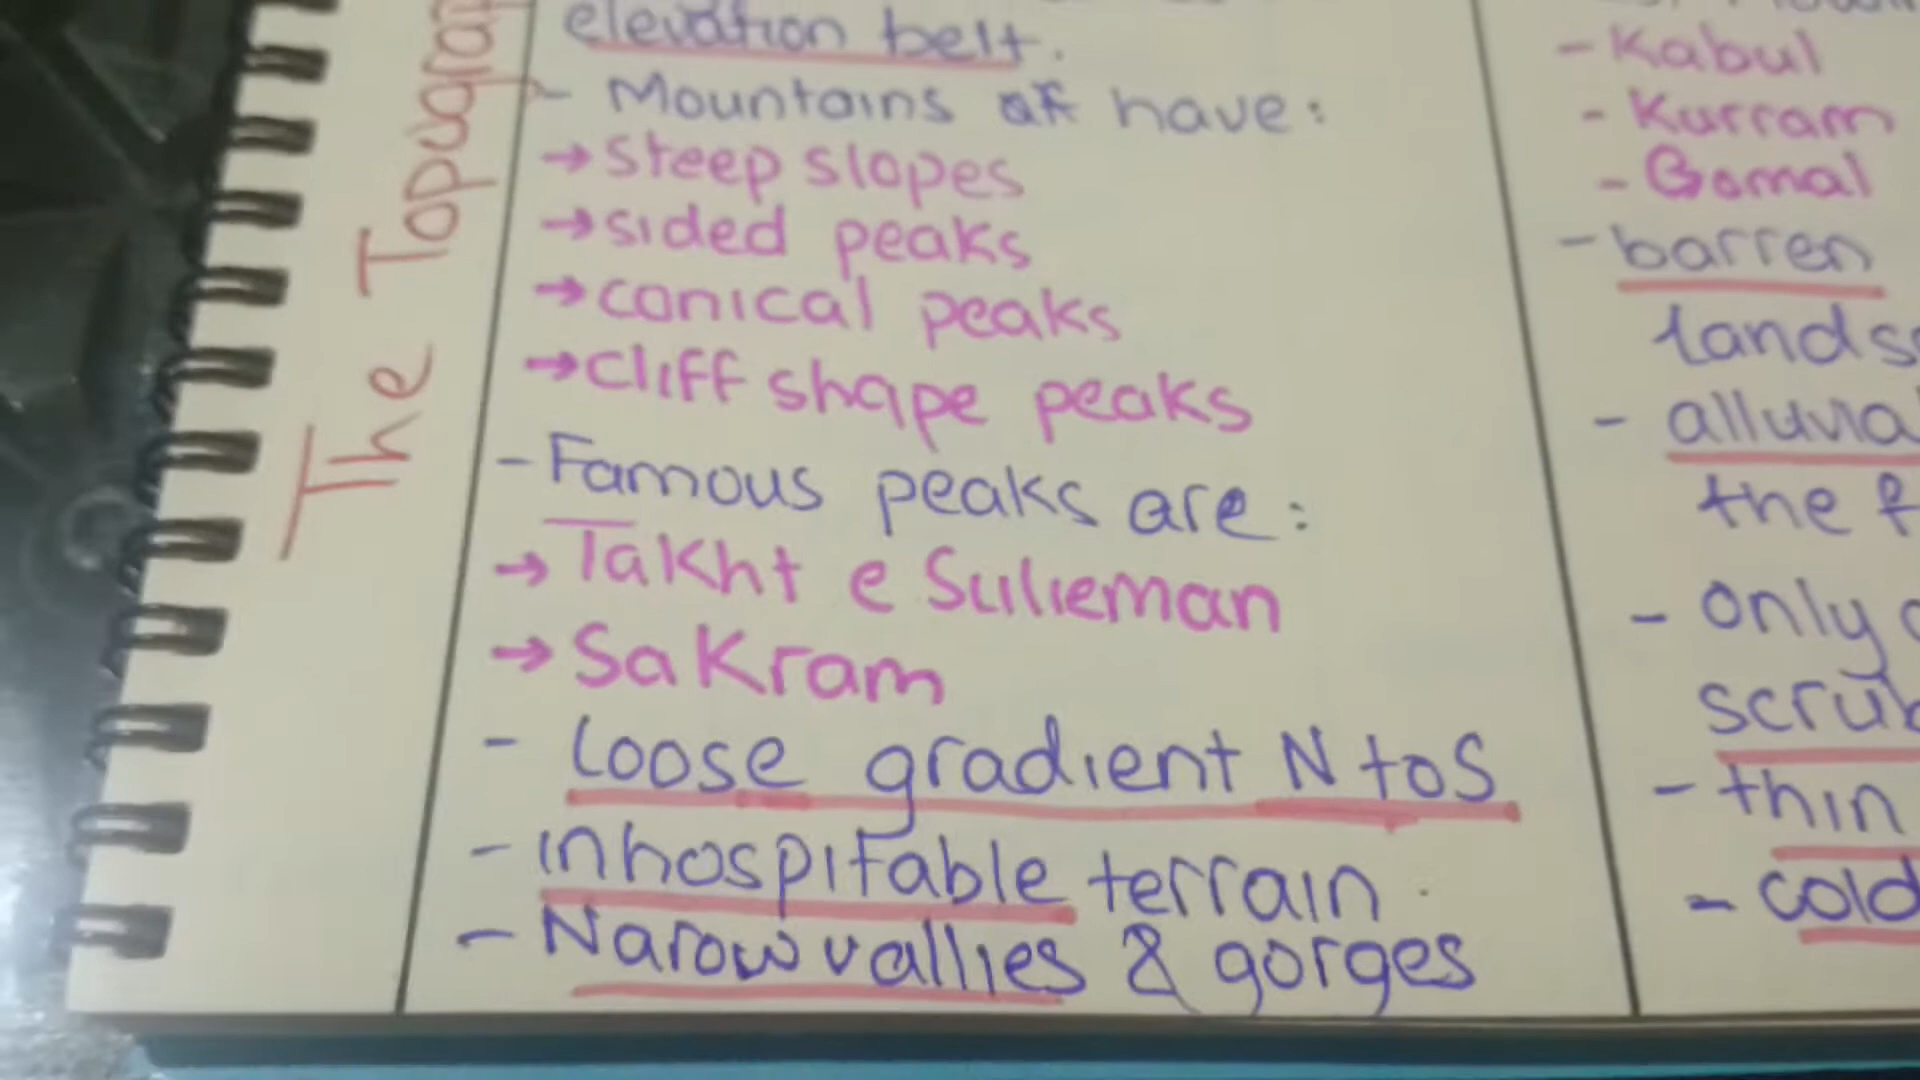 The Topogra
elevation belt.
- Mountains have:
→ steep slopes
→ sided peaks
→ conical peaks
→ cliff shape peaks
- Famous peaks are:
→ Takht e Sulieman
→ Sakram
- Loose gradient N to S
- inhospitable terrain.
- Narow vallies & gorges
- Kabul
- Kurram
- Gomal
- barren
lands
- alluvia
the f
- only
scrub
- thin
- cold